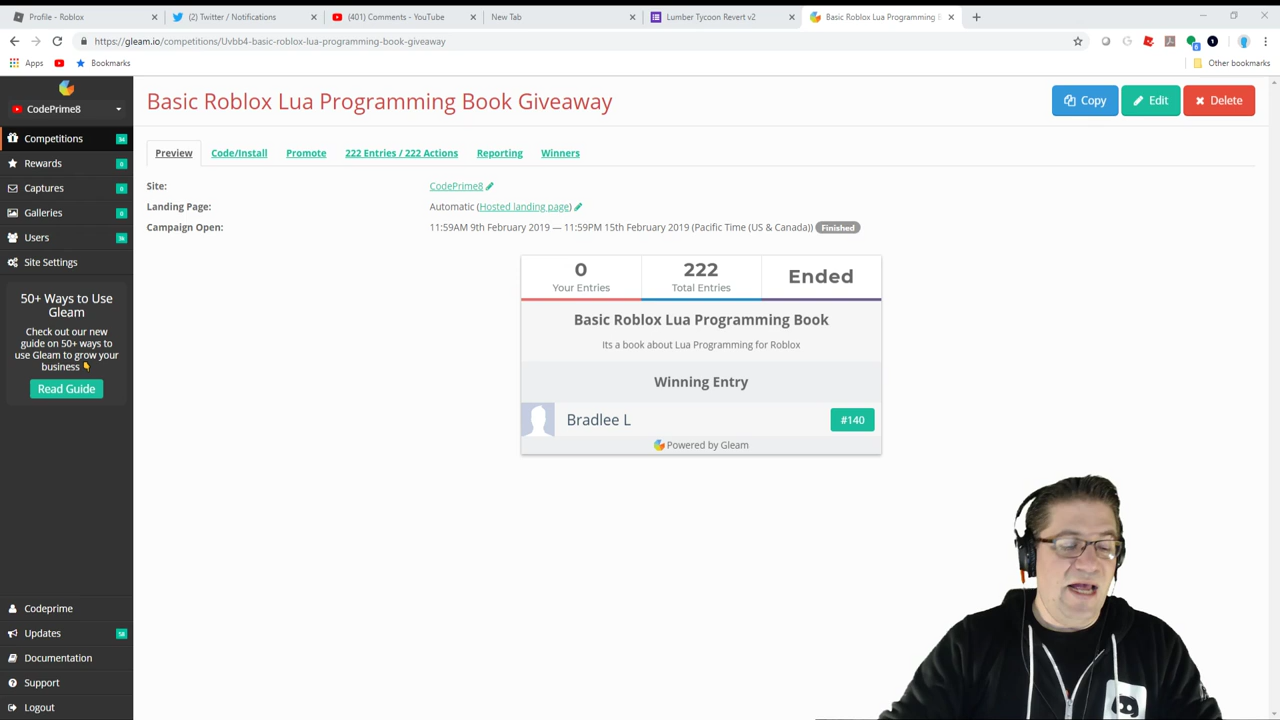 Profile - Roblox
(2) Twitter / Notifications
(401) Comments - YouTube
New Tab
Lumber Tycoon Revert v2
Basic Roblox Lua Programming B
https://gleam.io/competitions/Uvbb4-basic-roblox-lua-programming-book-giveaway
Apps
Bookmarks
Other bookmarks
CodePrime8
Competitions 34
Rewards 0
Captures 0
Galleries 0
Users 3k
Site Settings
50+ Ways to Use
Gleam
Check out our new
guide on 50+ ways to
use Gleam to grow your
business 👇
Read Guide
Codeprime
Updates 58
Documentation
Support
Logout
Basic Roblox Lua Programming Book Giveaway
Copy
Edit
Delete
Preview
Code/Install
Promote
222 Entries / 222 Actions
Reporting
Winners
Site: CodePrime8
Landing Page: Automatic (Hosted landing page)
Campaign Open: 11:59AM 9th February 2019 — 11:59PM 15th February 2019 (Pacific Time (US & Canada)) Finished
0
Your Entries
222
Total Entries
Ended
Basic Roblox Lua Programming Book
Its a book about Lua Programming for Roblox
Winning Entry
Bradlee L #140
Powered by Gleam